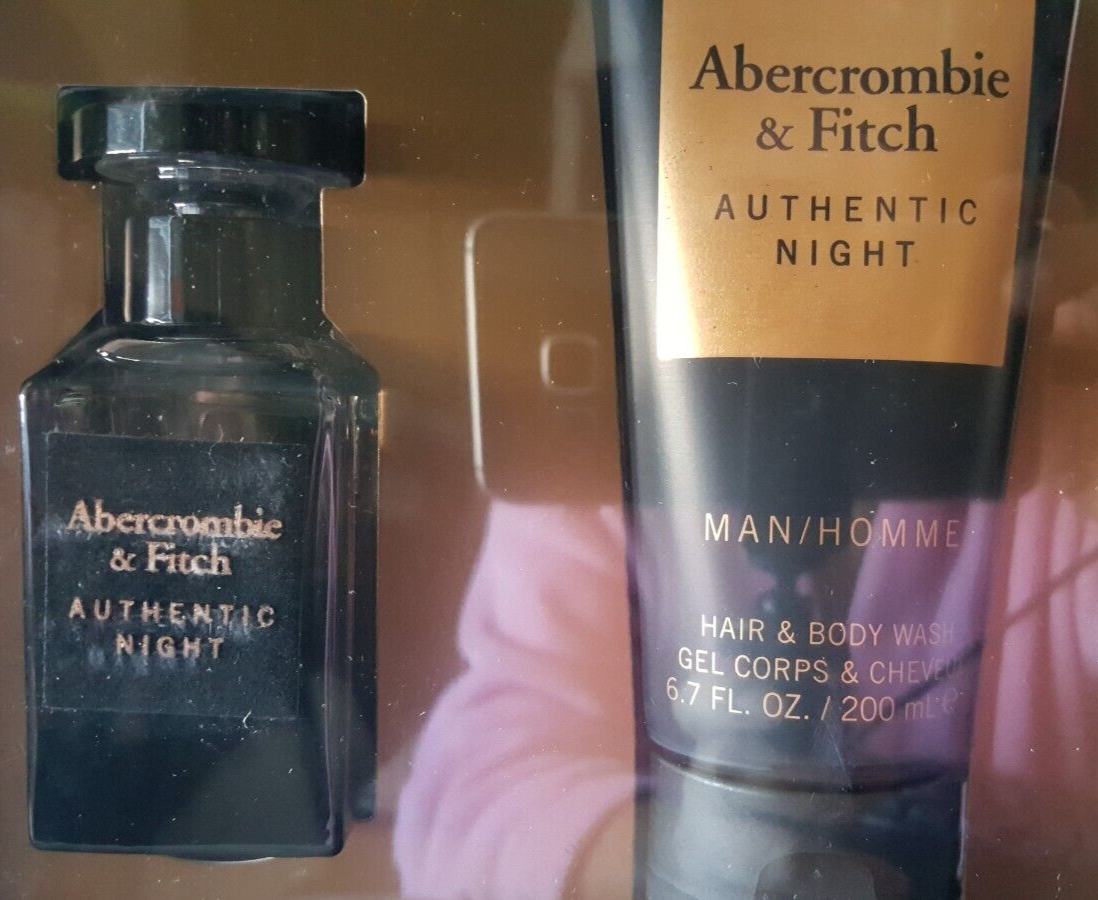 Abercrombie
& Fitch
AUTHENTIC
NIGHT
Abercrombie
& Fitch
AUTHENTIC
NIGHT
MAN/HOMME
HAIR & BODY WASH
GEL CORPS & CHEVEUX
6.7 FL. OZ. / 200 mL e